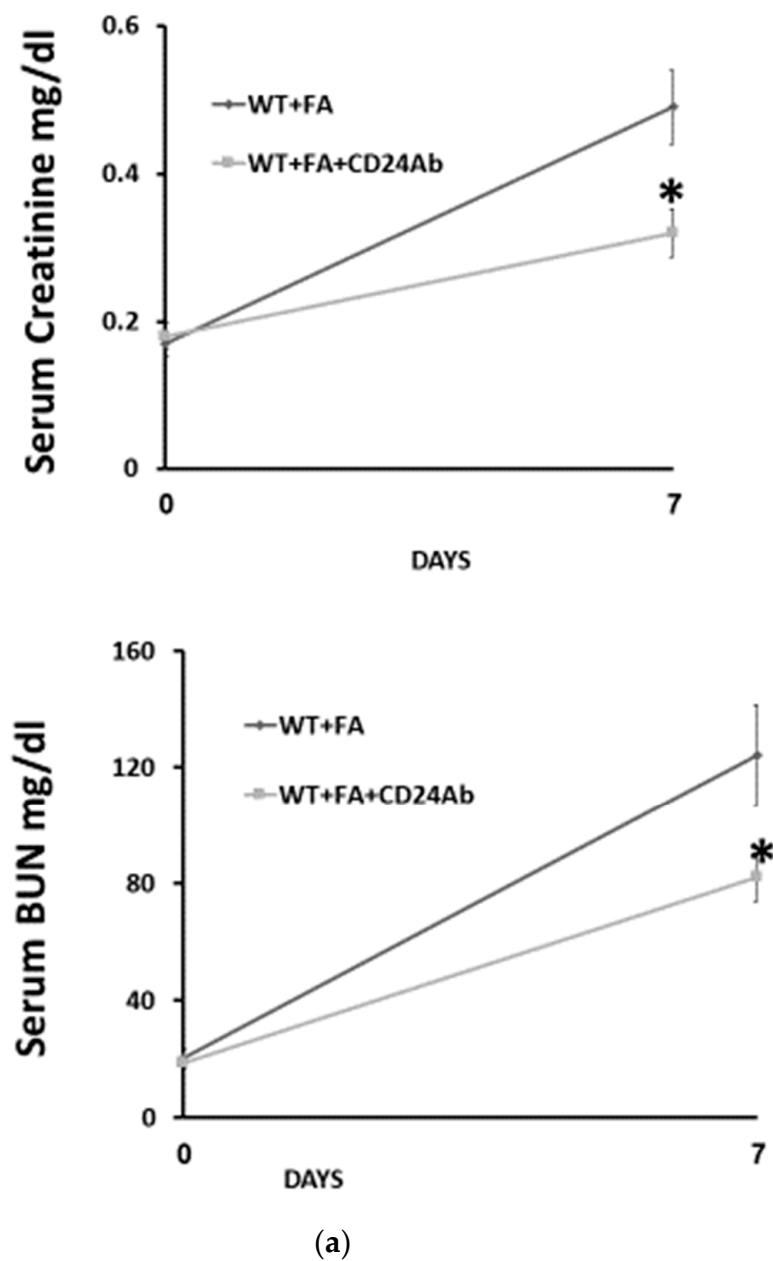 Serum Creatinine mg/dl
0.6
0.4
0.2
0
WT+FA
WT+FA+CD24Ab
*
0 7
DAYS
Serum BUN mg/dl
160
120
80
40
0
WT+FA
WT+FA+CD24Ab
*
0 7
DAYS
(a)